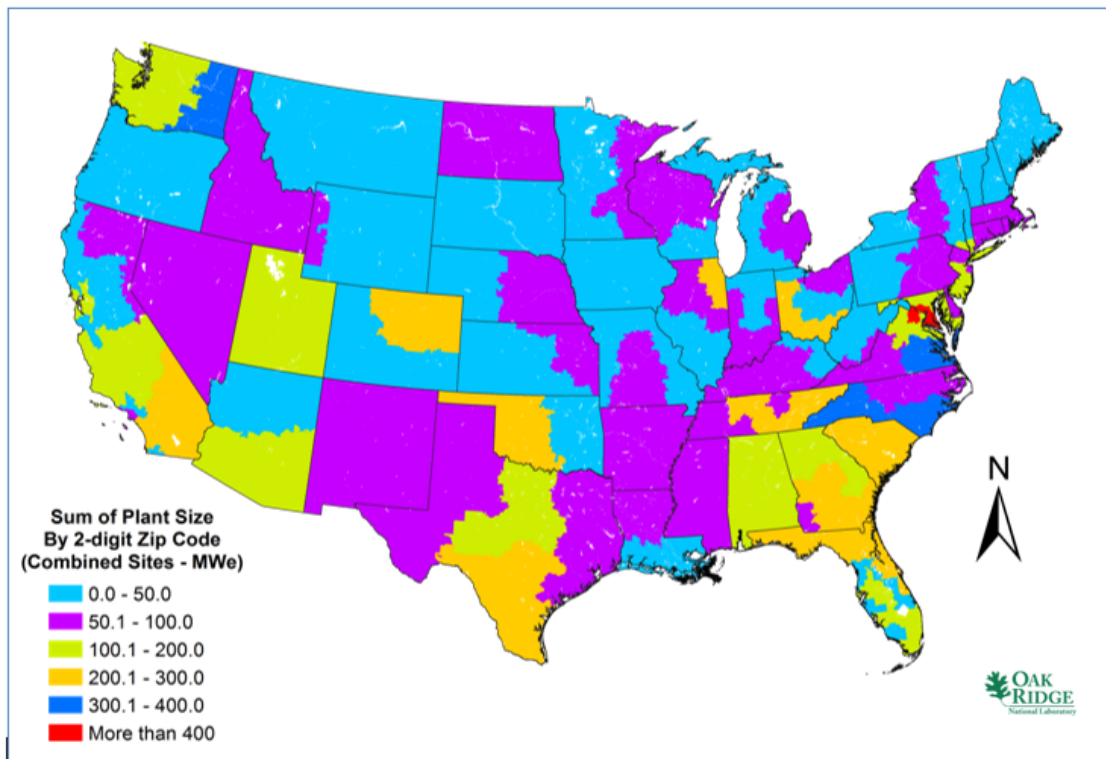 N
Sum of Plant Size
By 2-digit Zip Code
(Combined Sites - MWe)
0.0 - 50.0
50.1 - 100.0
100.1 - 200.0
200.1 - 300.0
300.1 - 400.0
More than 400
OAK
RIDGE
National Laboratory